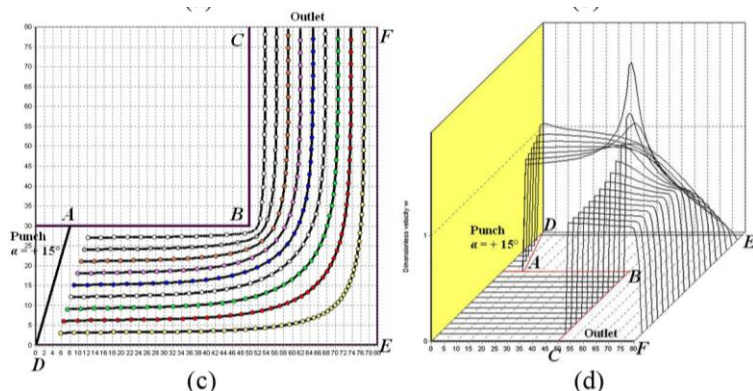 Outlet
80
75
70
65
60
55
50
45
40
35
30
25
20
15
10
5
0
C
F
A
B
Punch
α = + 15°
D
E
0 2 4 6 8 10 12 14 16 18 20 22 24 26 28 30 32 34 36 38 40 42 44 46 48 50 52 54 56 58 60 62 64 66 68 70 72 74 76 78 80
(c)
Dimensionless velocity w
1
Punch
α = + 15°
D
A
E
B
Outlet
C
F
0 5 10 15 20 25 30 35 40 45 50 55 60 65 70 75 80
(d)